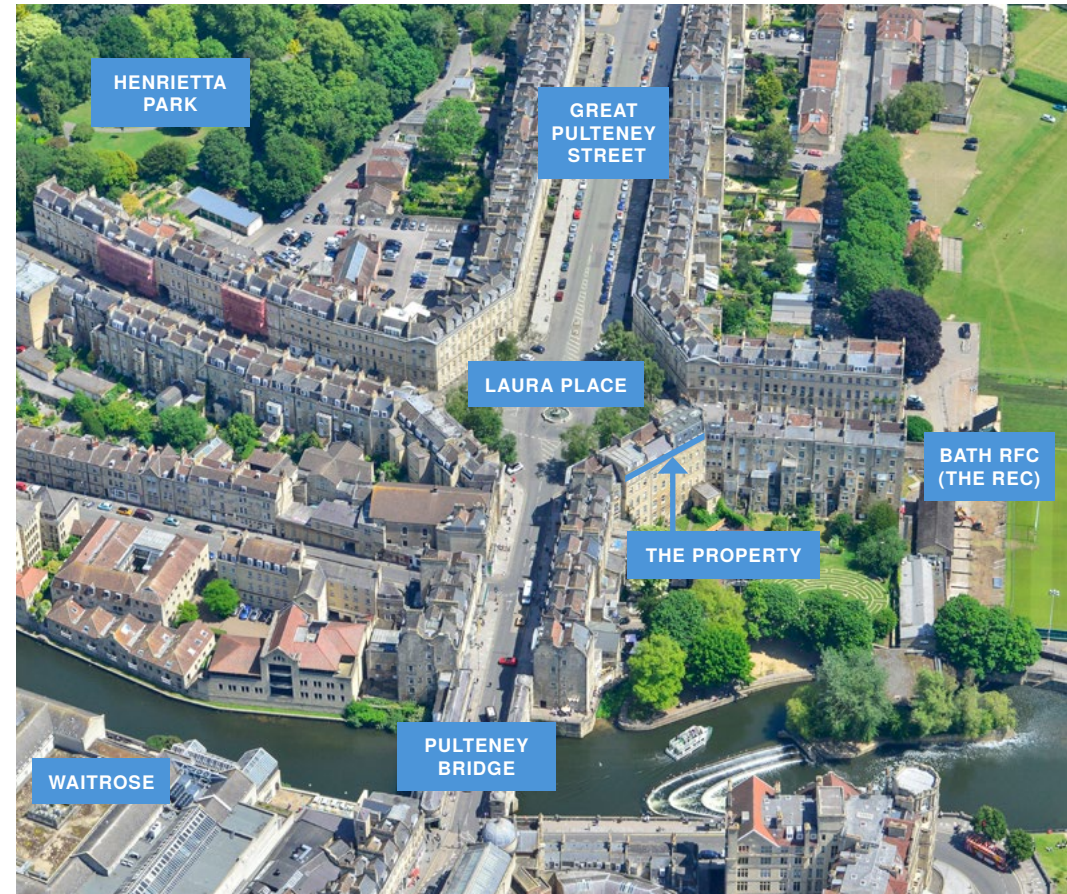 HENRIETTA
PARK
GREAT
PULTENEY
STREET
LAURA PLACE
BATH RFC
(THE REC)
THE PROPERTY
PULTENEY
BRIDGE
WAITROSE